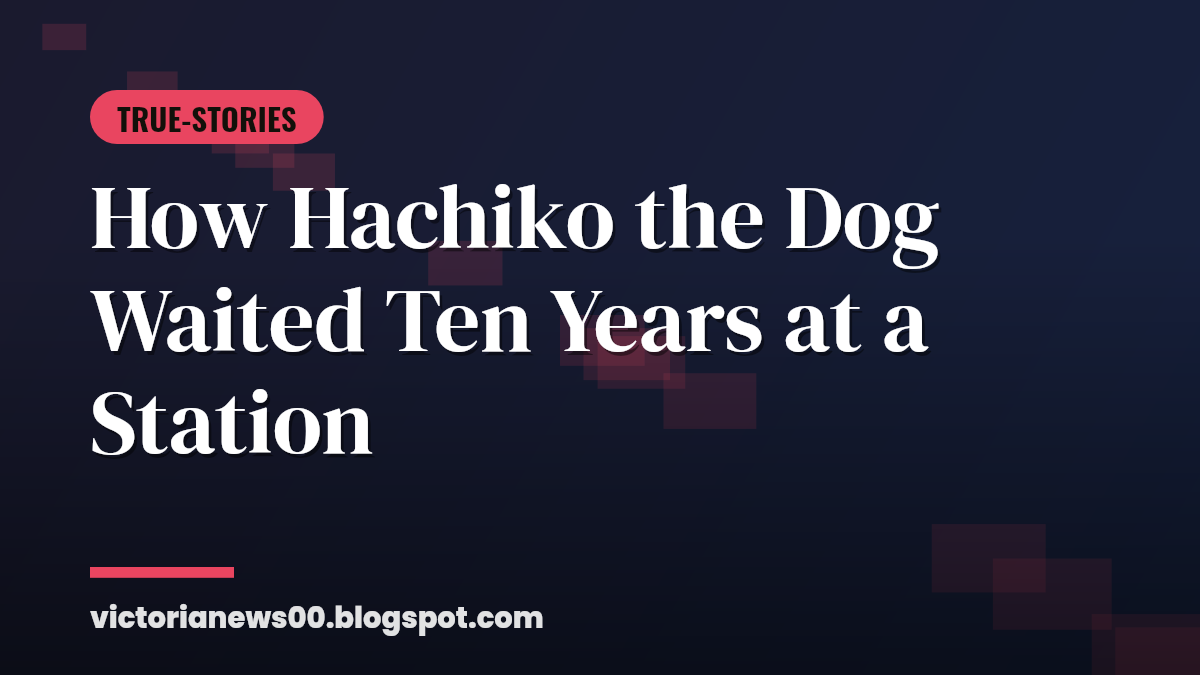 TRUE-STORIES
How Hachiko the Dog
Waited Ten Years at a
Station
victorianews00.blogspot.com